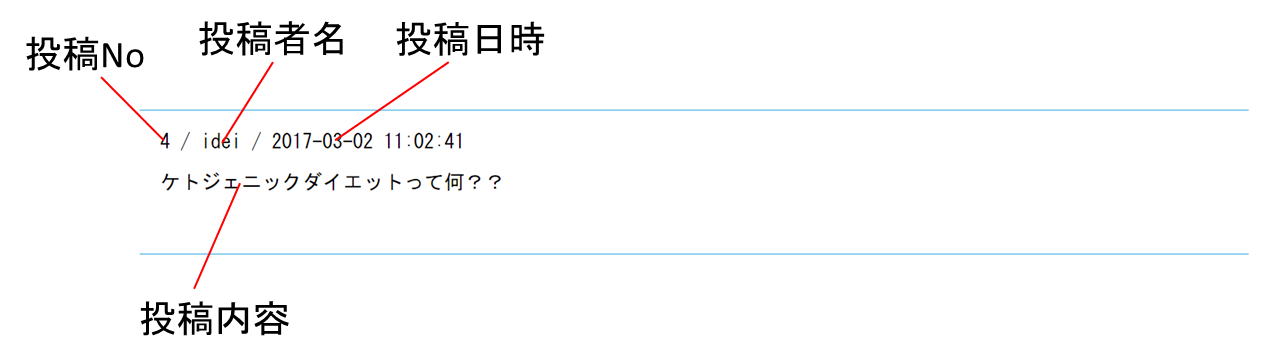 投稿No
投稿者名
投稿日時
4 / idei / 2017-03-02 11:02:41
ケトジェニックダイエットって何？？
投稿内容